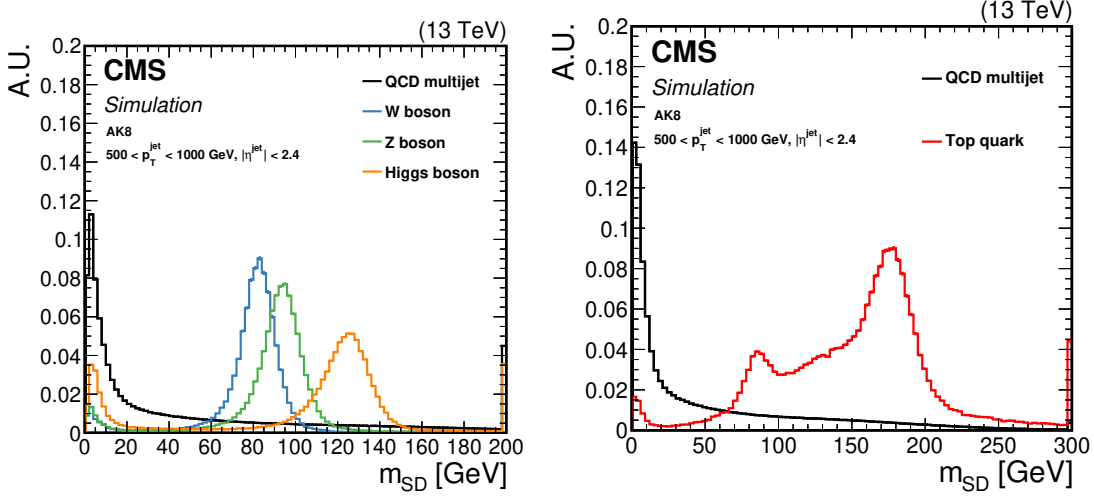 (13 TeV)
A.U.
0.2
0.18
0.16
0.14
0.12
0.1
0.08
0.06
0.04
0.02
0
CMS
Simulation
AK8
500 < p_T^jet < 1000 GeV, |η^jet| < 2.4
QCD multijet
W boson
Z boson
Higgs boson
0 20 40 60 80 100 120 140 160 180 200
m_SD [GeV]
(13 TeV)
A.U.
0.2
0.18
0.16
0.14
0.12
0.1
0.08
0.06
0.04
0.02
0
CMS
Simulation
AK8
500 < p_T^jet < 1000 GeV, |η^jet| < 2.4
QCD multijet
Top quark
0 50 100 150 200 250 300
m_SD [GeV]